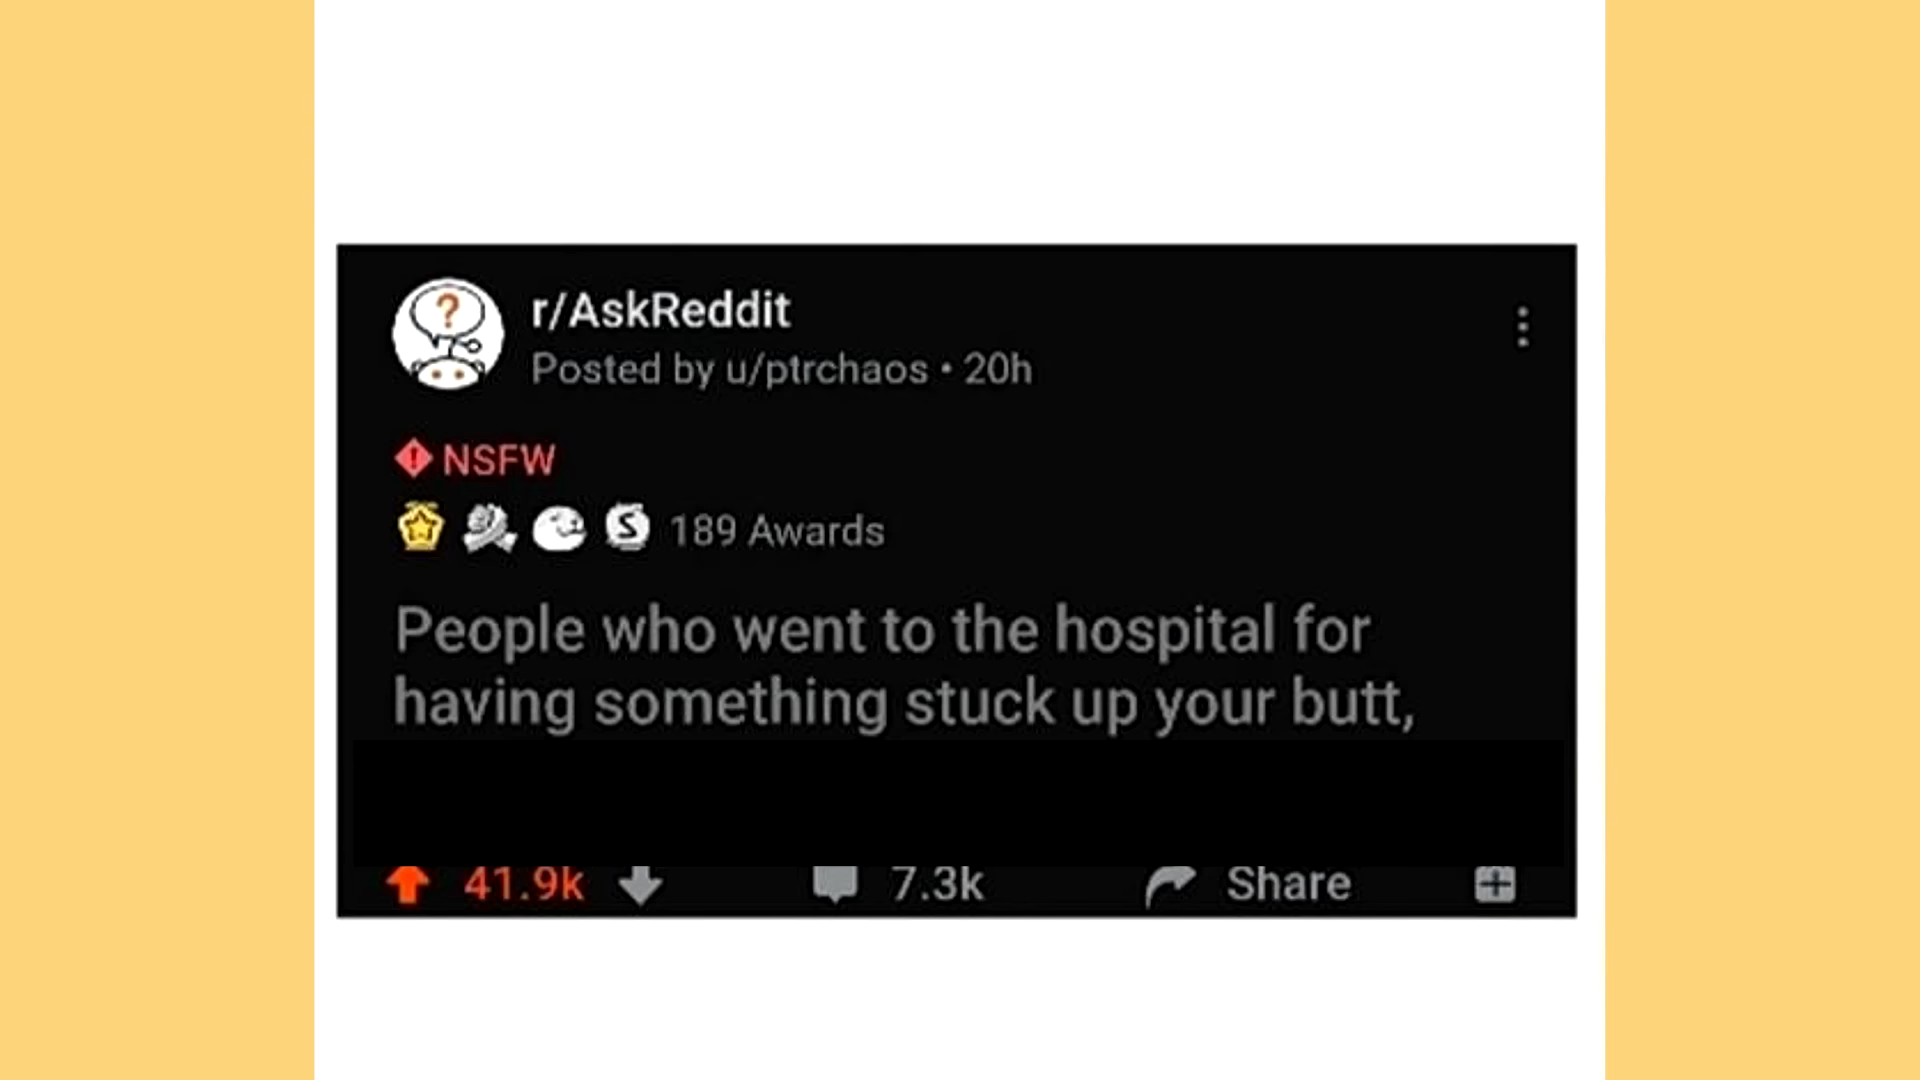 ?
r/AskReddit
Posted by u/ptrchaos • 20h
! NSFW
S 189 Awards
People who went to the hospital for
having something stuck up your butt,
41.9k 7.3k Share